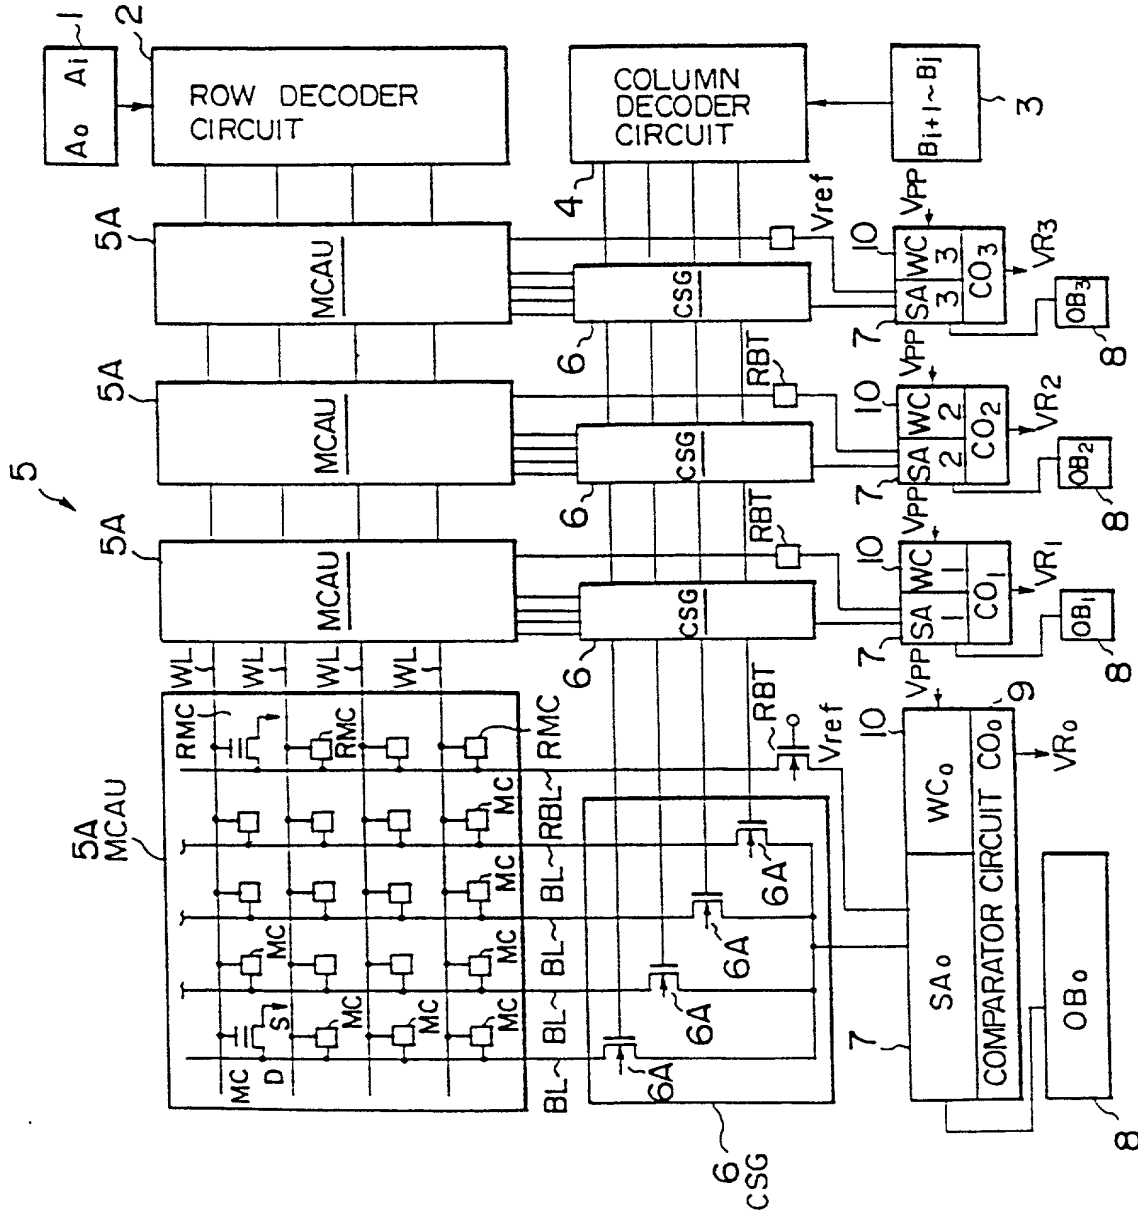 A0 Ai
1
2
ROW DECODER
CIRCUIT
COLUMN
DECODER
CIRCUIT
4
Bi+1~Bj
3
5
5A
MCAU
5A
MCAU
5A
MCAU
5A
MCAU
WL
WL
WL
WL
RMC
RMC
RMC
MC
MC
MC
MC
MC
MC
MC
D
S
BL
BL
BL
BL
RBL
6A
6A
6A
6A
6
CSG
6
CSG
6
CSG
6
CSG
RBT
Vref
RBT
RBT
Vref
7
SA0
10
WC0
VPP
COMPARATOR CIRCUIT CO0
9
VR0
OB0
8
7
SA
1
10
WC
1
VPP
CO1
VR1
OB1
8
7
SA
2
10
WC
2
VPP
CO2
VR2
OB2
8
7
SA
3
10
WC
3
VPP
CO3
VR3
OB3
8